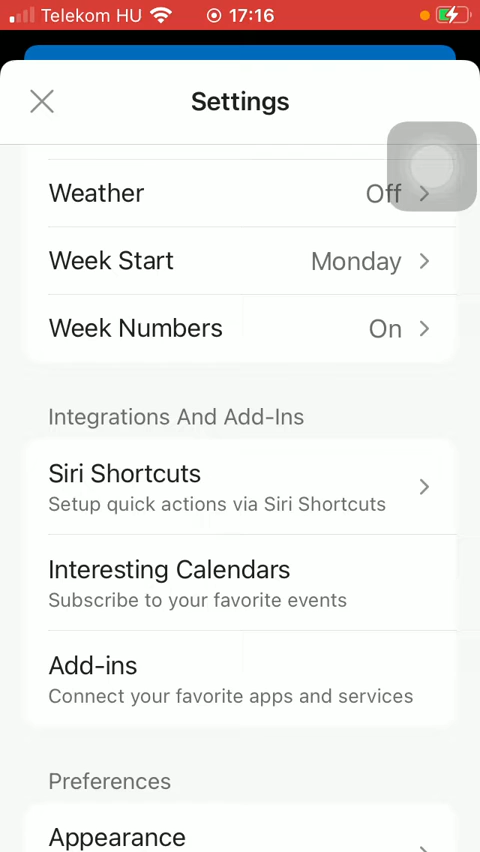 Telekom HU 17:16
Settings
Weather Off
Week Start Monday
Week Numbers On
Integrations And Add-Ins
Siri Shortcuts
Setup quick actions via Siri Shortcuts
Interesting Calendars
Subscribe to your favorite events
Add-ins
Connect your favorite apps and services
Preferences
Appearance